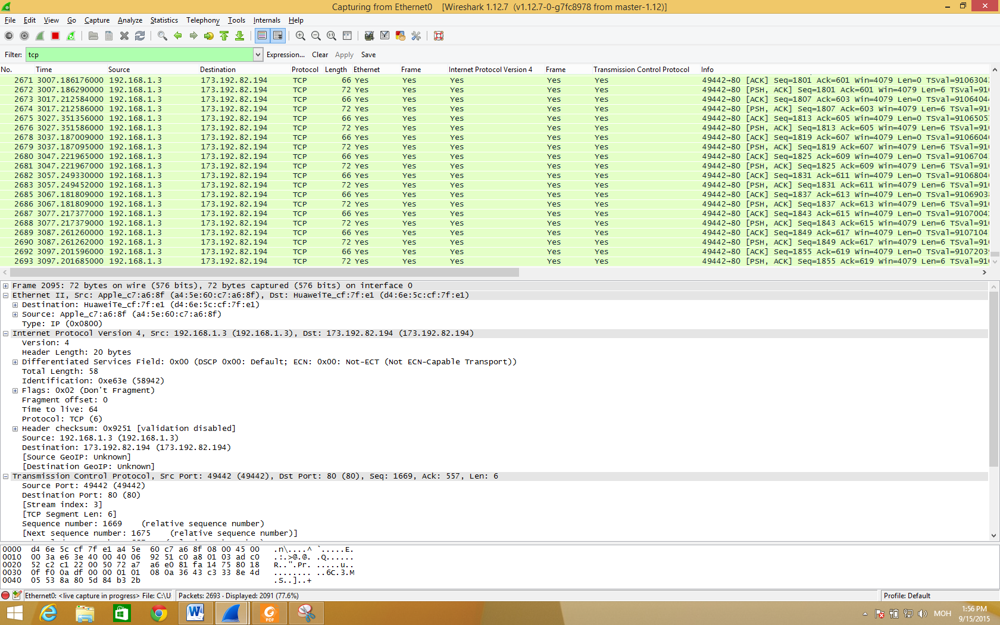 Capturing from Ethernet0 [Wireshark 1.12.7 (v1.12.7-0-g7fc8978 from master-1.12)]
File Edit View Go Capture Analyze Statistics Telephony Tools Internals Help
Filter: tcp Expression... Clear Apply Save
No. Time Source Destination Protocol Length Ethernet Frame Internet Protocol Version 4 Frame Transmission Control Protocol Info
2671 3007.186176000 192.168.1.3 173.192.82.194 TCP 66 Yes Yes Yes Yes Yes 49442→80 [ACK] Seq=1801 Ack=601 Win=4079 Len=0 TSval=9106304
2672 3007.186290000 192.168.1.3 173.192.82.194 TCP 72 Yes Yes Yes Yes Yes 49442→80 [PSH, ACK] Seq=1801 Ack=601 Win=4079 Len=6 TSval=910
2673 3017.212584000 192.168.1.3 173.192.82.194 TCP 66 Yes Yes Yes Yes Yes 49442→80 [ACK] Seq=1807 Ack=603 Win=4079 Len=0 TSval=9106404
2674 3017.212586000 192.168.1.3 173.192.82.194 TCP 72 Yes Yes Yes Yes Yes 49442→80 [PSH, ACK] Seq=1807 Ack=603 Win=4079 Len=6 TSval=910
2675 3027.351356000 192.168.1.3 173.192.82.194 TCP 66 Yes Yes Yes Yes Yes 49442→80 [ACK] Seq=1813 Ack=605 Win=4079 Len=0 TSval=9106505
2676 3027.351586000 192.168.1.3 173.192.82.194 TCP 72 Yes Yes Yes Yes Yes 49442→80 [PSH, ACK] Seq=1813 Ack=605 Win=4079 Len=6 TSval=910
2678 3037.187009000 192.168.1.3 173.192.82.194 TCP 66 Yes Yes Yes Yes Yes 49442→80 [ACK] Seq=1819 Ack=607 Win=4079 Len=0 TSval=9106604
2679 3037.187095000 192.168.1.3 173.192.82.194 TCP 72 Yes Yes Yes Yes Yes 49442→80 [PSH, ACK] Seq=1819 Ack=607 Win=4079 Len=6 TSval=910
2680 3047.221965000 192.168.1.3 173.192.82.194 TCP 66 Yes Yes Yes Yes Yes 49442→80 [ACK] Seq=1825 Ack=609 Win=4079 Len=0 TSval=9106704
2681 3047.221967000 192.168.1.3 173.192.82.194 TCP 72 Yes Yes Yes Yes Yes 49442→80 [PSH, ACK] Seq=1825 Ack=609 Win=4079 Len=6 TSval=910
2682 3057.249330000 192.168.1.3 173.192.82.194 TCP 66 Yes Yes Yes Yes Yes 49442→80 [ACK] Seq=1831 Ack=611 Win=4079 Len=0 TSval=9106804
2683 3057.249452000 192.168.1.3 173.192.82.194 TCP 72 Yes Yes Yes Yes Yes 49442→80 [PSH, ACK] Seq=1831 Ack=611 Win=4079 Len=6 TSval=910
2685 3067.181809000 192.168.1.3 173.192.82.194 TCP 66 Yes Yes Yes Yes Yes 49442→80 [ACK] Seq=1837 Ack=613 Win=4079 Len=0 TSval=9106903
2686 3067.181809000 192.168.1.3 173.192.82.194 TCP 72 Yes Yes Yes Yes Yes 49442→80 [PSH, ACK] Seq=1837 Ack=613 Win=4079 Len=6 TSval=910
2687 3077.217377000 192.168.1.3 173.192.82.194 TCP 66 Yes Yes Yes Yes Yes 49442→80 [ACK] Seq=1843 Ack=615 Win=4079 Len=0 TSval=9107004
2688 3077.217379000 192.168.1.3 173.192.82.194 TCP 72 Yes Yes Yes Yes Yes 49442→80 [PSH, ACK] Seq=1843 Ack=615 Win=4079 Len=6 TSval=910
2689 3087.261260000 192.168.1.3 173.192.82.194 TCP 66 Yes Yes Yes Yes Yes 49442→80 [ACK] Seq=1849 Ack=617 Win=4079 Len=0 TSval=9107104
2690 3087.261262000 192.168.1.3 173.192.82.194 TCP 72 Yes Yes Yes Yes Yes 49442→80 [PSH, ACK] Seq=1849 Ack=617 Win=4079 Len=6 TSval=910
2692 3097.201596000 192.168.1.3 173.192.82.194 TCP 66 Yes Yes Yes Yes Yes 49442→80 [ACK] Seq=1855 Ack=619 Win=4079 Len=0 TSval=9107203
2693 3097.201685000 192.168.1.3 173.192.82.194 TCP 72 Yes Yes Yes Yes Yes 49442→80 [PSH, ACK] Seq=1855 Ack=619 Win=4079 Len=6 TSval=910
Frame 2095: 72 bytes on wire (576 bits), 72 bytes captured (576 bits) on interface 0
Ethernet II, Src: Apple_c7:a6:8f (a4:5e:60:c7:a6:8f), Dst: HuaweiTe_cf:7f:e1 (d4:6e:5c:cf:7f:e1)
Destination: HuaweiTe_cf:7f:e1 (d4:6e:5c:cf:7f:e1)
Source: Apple_c7:a6:8f (a4:5e:60:c7:a6:8f)
Type: IP (0x0800)
Internet Protocol Version 4, Src: 192.168.1.3 (192.168.1.3), Dst: 173.192.82.194 (173.192.82.194)
Version: 4
Header Length: 20 bytes
Differentiated Services Field: 0x00 (DSCP 0x00: Default; ECN: 0x00: Not-ECT (Not ECN-Capable Transport))
Total Length: 58
Identification: 0xe63e (58942)
Flags: 0x02 (Don't Fragment)
Fragment offset: 0
Time to live: 64
Protocol: TCP (6)
Header checksum: 0x9251 [validation disabled]
Source: 192.168.1.3 (192.168.1.3)
Destination: 173.192.82.194 (173.192.82.194)
[Source GeoIP: Unknown]
[Destination GeoIP: Unknown]
Transmission Control Protocol, Src Port: 49442 (49442), Dst Port: 80 (80), Seq: 1669, Ack: 557, Len: 6
Source Port: 49442 (49442)
Destination Port: 80 (80)
[Stream index: 3]
[TCP Segment Len: 6]
Sequence number: 1669 (relative sequence number)
[Next sequence number: 1675 (relative sequence number)]
0000 d4 6e 5c cf 7f e1 a4 5e 60 c7 a6 8f 08 00 45 00 .n\....^ `.....E.
0010 00 3a e6 3e 40 00 40 06 92 51 c0 a8 01 03 ad c0 .:.>@.@. .Q......
0020 52 c2 c1 22 00 50 72 a7 a6 e0 81 fa 14 75 80 18 R..".Pr. .....u..
0030 0f f0 0a df 00 00 01 01 08 0a 36 43 c3 33 8e 4d ........ ..6C.3.M
0040 05 53 8a 80 5d 84 b3 2b .S..]..+
Ethernet0: <live capture in progress> File: C:\U Packets: 2693 · Displayed: 2091 (77.6%) Profile: Default
PDF
MOH
1:56 PM
9/15/2015